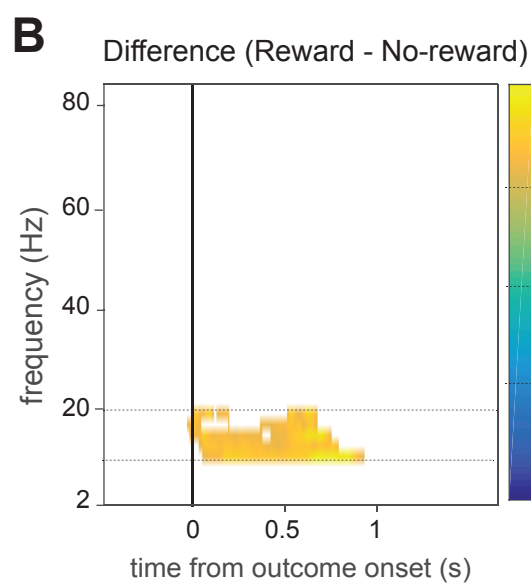 B
Difference (Reward - No-reward)
80
60
40
20
2
frequency (Hz)
0 0.5 1
time from outcome onset (s)